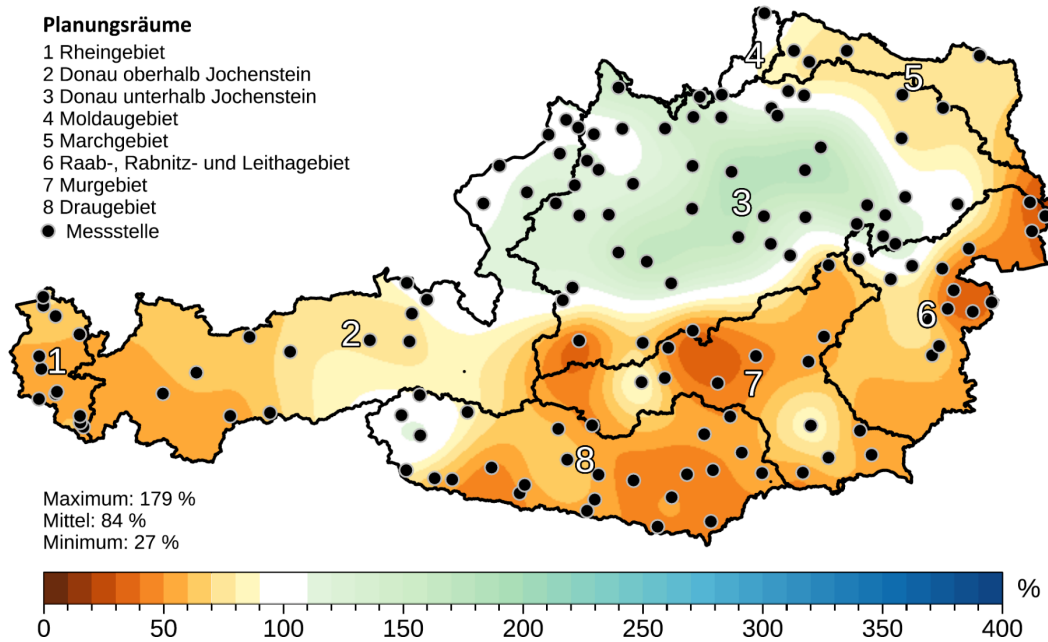 Planungsräume
1 Rheingebiet
2 Donau oberhalb Jochenstein
3 Donau unterhalb Jochenstein
4 Moldaugebiet
5 Marchgebiet
6 Raab-, Rabnitz- und Leithagebiet
7 Murgebiet
8 Draugebiet
Messstelle
4
5
3
6
2
1
7
8
Maximum: 179 %
Mittel: 84 %
Minimum: 27 %
%
0 50 100 150 200 250 300 350 400